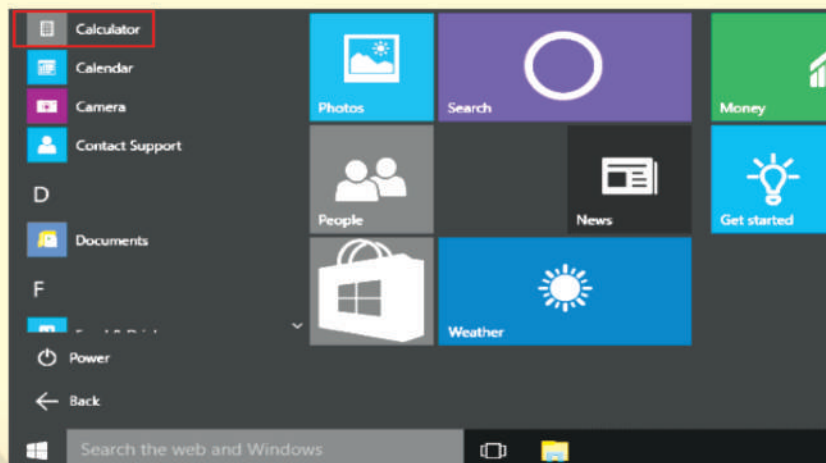 Calculator
Calendar
Camera
Contact Support
D
Documents
F
Power
Back
Photos
Search
Money
People
News
Get started
Weather
Search the web and Windows